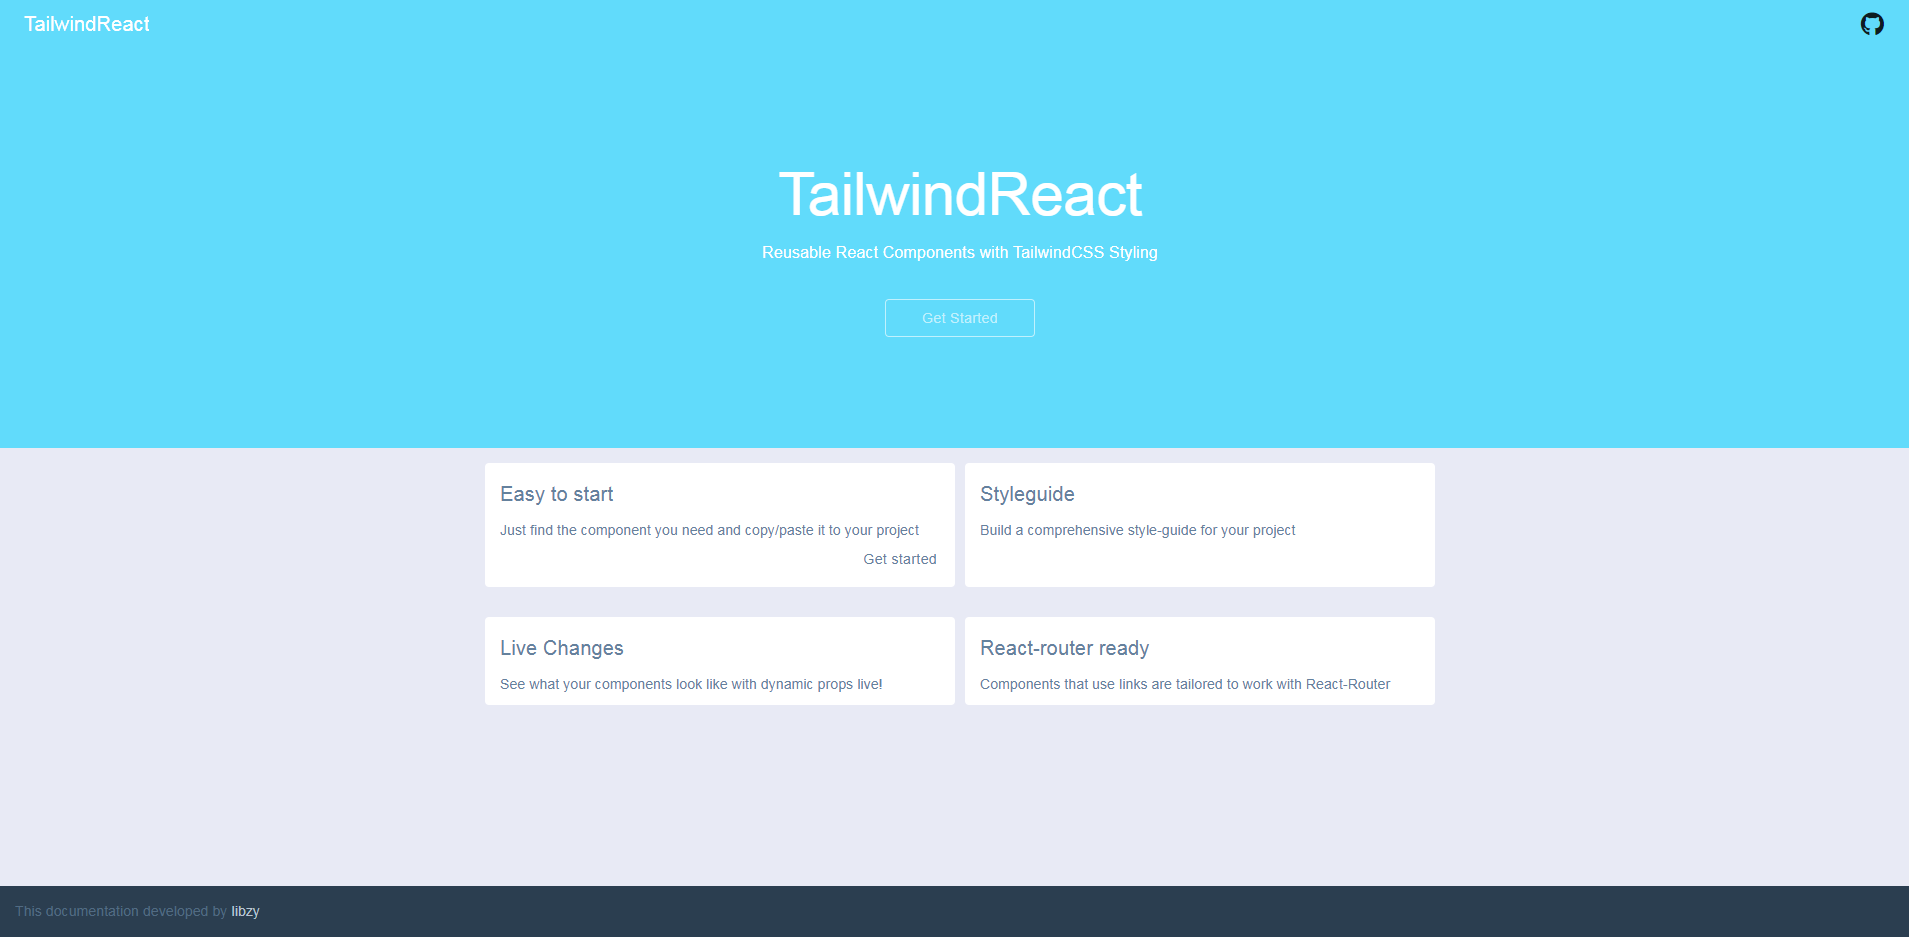 TailwindReact
TailwindReact
Reusable React Components with TailwindCSS Styling
Get Started
Easy to start
Just find the component you need and copy/paste it to your project
Get started
Styleguide
Build a comprehensive style-guide for your project
Live Changes
See what your components look like with dynamic props live!
React-router ready
Components that use links are tailored to work with React-Router
This documentation developed by libzy